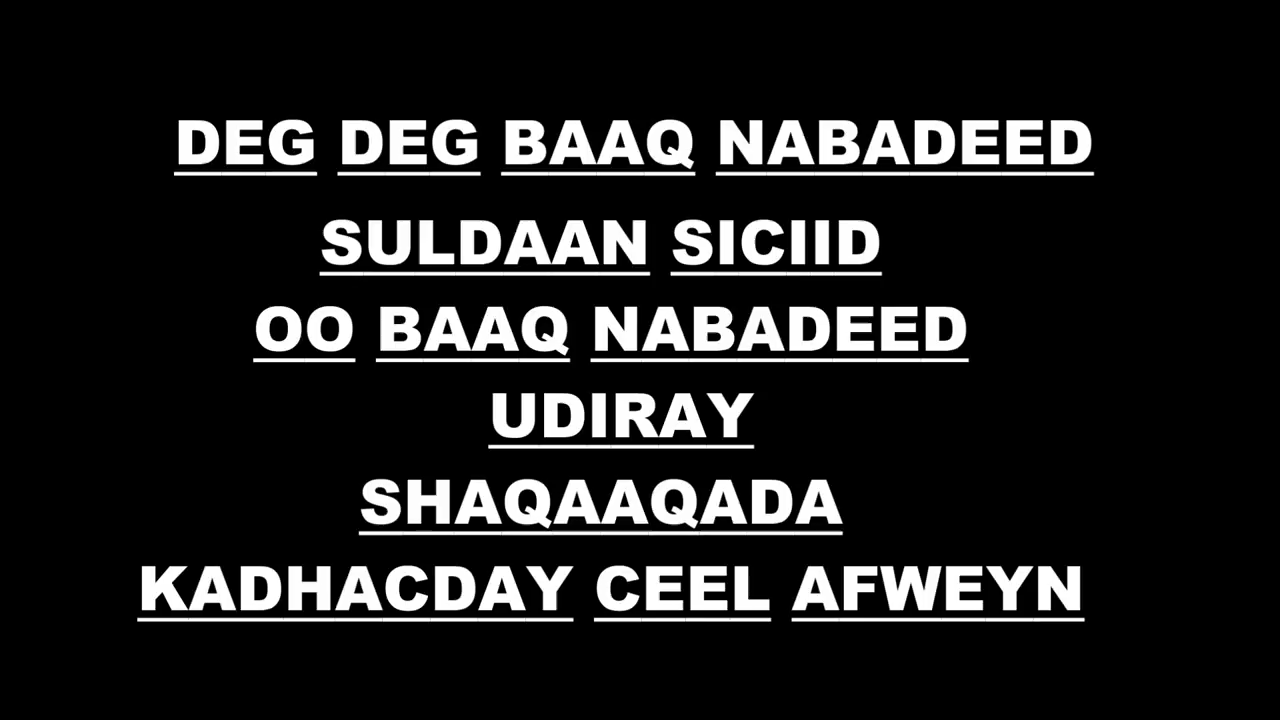 DEG DEG BAAQ NABADEED
SULDAAN SICIID
OO BAAQ NABADEED
UDIRAY
SHAQAAQADA
KADHACDAY CEEL AFWEYN